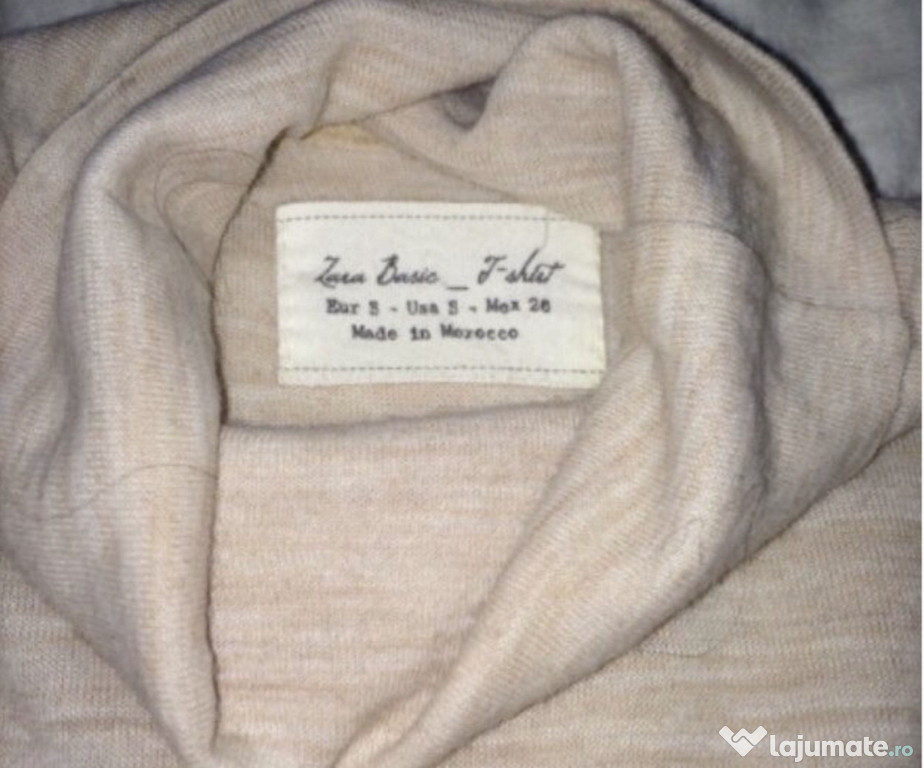 Zara Basic _ T-shirt
Eur S - Usa S - Mex 26
Made in Morocco
lajumate.ro